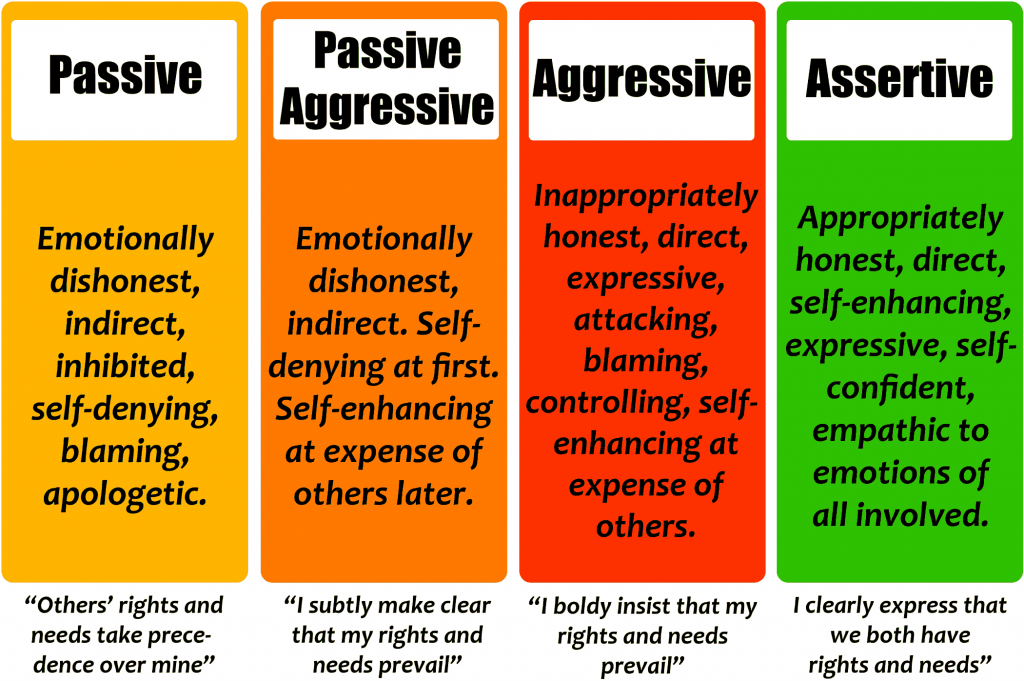 Passive
Emotionally
dishonest,
indirect,
inhibited,
self-denying,
blaming,
apologetic.
“Others’ rights and
needs take prece-
dence over mine”
Passive
Aggressive
Emotionally
dishonest,
indirect. Self-
denying at first.
Self-enhancing
at expense of
others later.
“I subtly make clear
that my rights and
needs prevail”
Aggressive
Inappropriately
honest, direct,
expressive,
attacking,
blaming,
controlling, self-
enhancing at
expense of
others.
“I boldy insist that my
rights and needs
prevail”
Assertive
Appropriately
honest, direct,
self-enhancing,
expressive, self-
confident,
empathic to
emotions of
all involved.
I clearly express that
we both have
rights and needs”